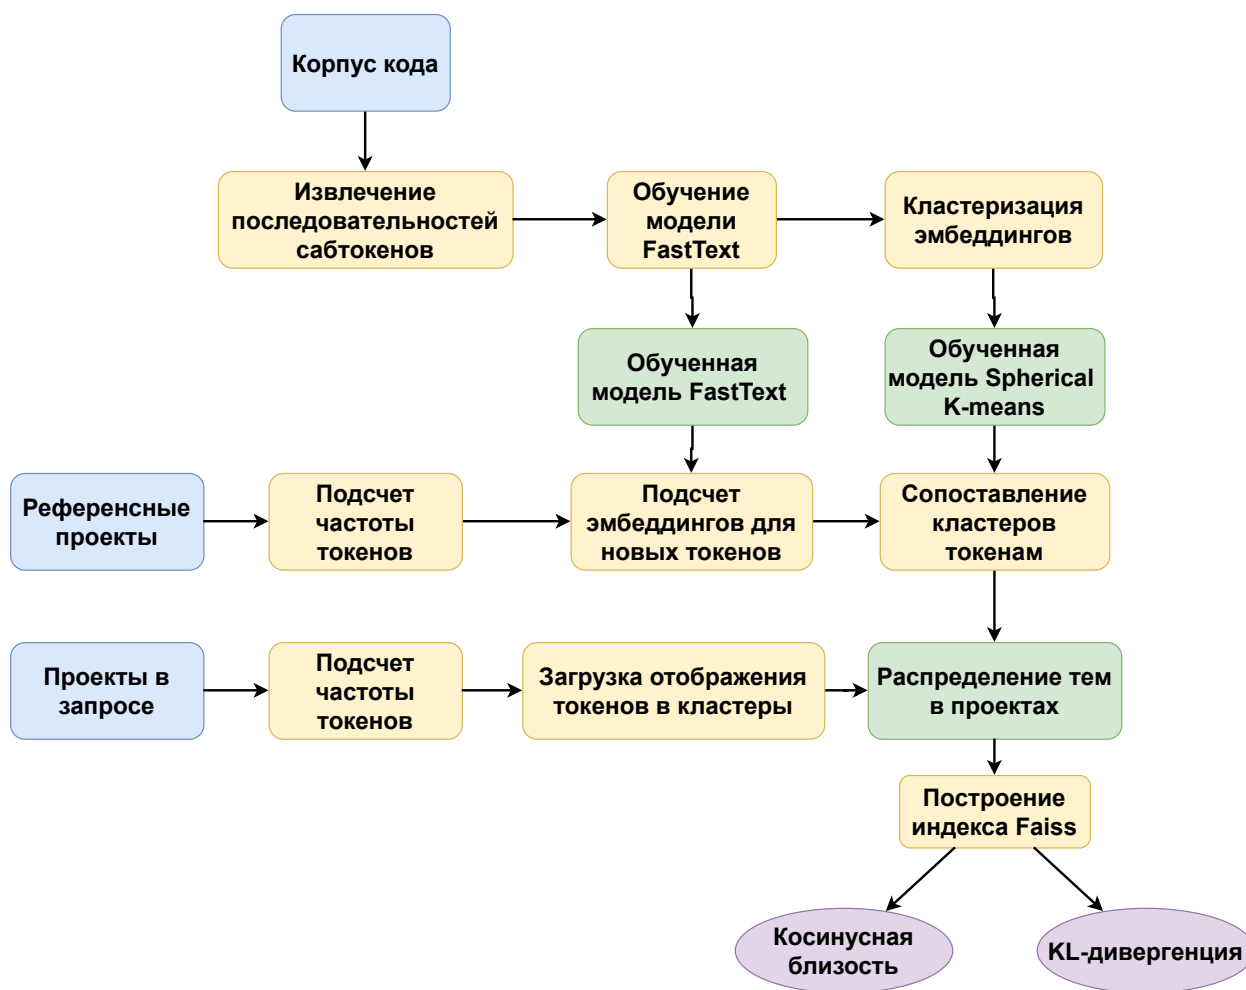 Корпус кода
Извлечение
последовательностей
сабтокенов
Обучение
модели
FastText
Кластеризация
эмбеддингов
Обученная
модель FastText
Обученная
модель Spherical
K-means
Референсные
проекты
Подсчет
частоты
токенов
Подсчет
эмбеддингов для
новых токенов
Сопоставление
кластеров
токенам
Проекты в
запросе
Подсчет
частоты
токенов
Загрузка отображения
токенов в кластеры
Распределение тем
в проектах
Построение
индекса Faiss
Косинусная
близость
KL-дивергенция